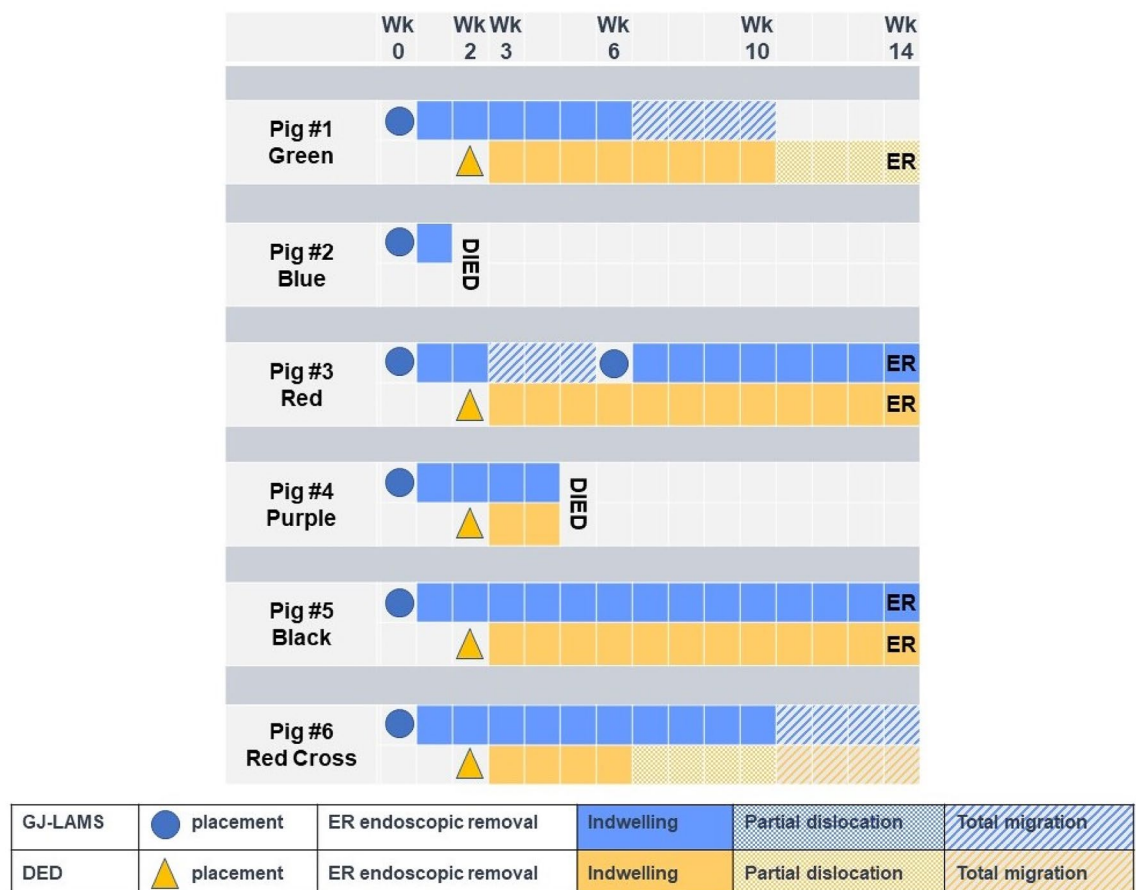 Wk Wk Wk Wk Wk Wk
0 2 3 6 10 14
Pig #1
Green
ER
Pig #2
Blue
DIED
Pig #3
Red
ER
ER
Pig #4
Purple
DIED
Pig #5
Black
ER
ER
Pig #6
Red Cross
GJ-LAMS placement ER endoscopic removal Indwelling Partial dislocation Total migration
DED placement ER endoscopic removal Indwelling Partial dislocation Total migration